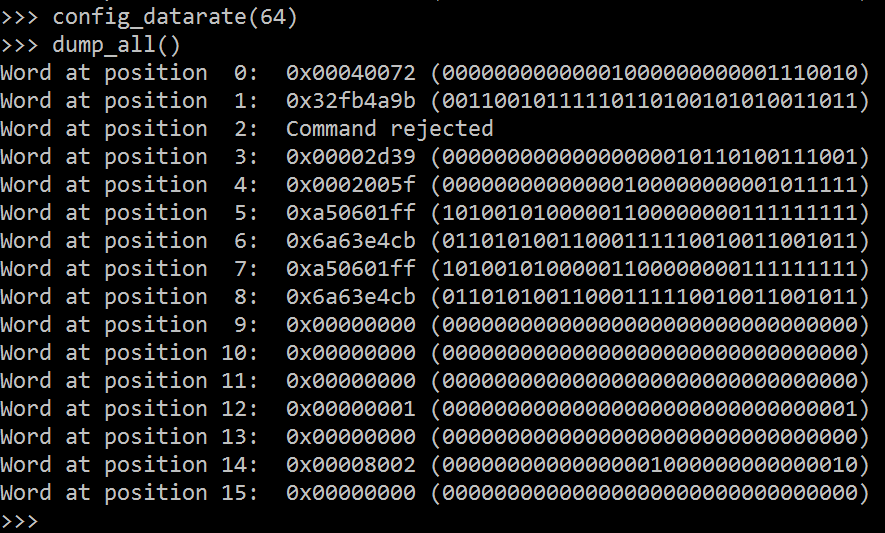 >>> config_datarate(64)
>>> dump_all()
Word at position  0:  0x00040072 (00000000000001000000000001110010)
Word at position  1:  0x32fb4a9b (00110010111110110100101010011011)
Word at position  2:  Command rejected
Word at position  3:  0x00002d39 (00000000000000000010110100111001)
Word at position  4:  0x0002005f (00000000000000100000000001011111)
Word at position  5:  0xa50601ff (10100101000001100000000111111111)
Word at position  6:  0x6a63e4cb (01101010011000111110010011001011)
Word at position  7:  0xa50601ff (10100101000001100000000111111111)
Word at position  8:  0x6a63e4cb (01101010011000111110010011001011)
Word at position  9:  0x00000000 (00000000000000000000000000000000)
Word at position 10:  0x00000000 (00000000000000000000000000000000)
Word at position 11:  0x00000000 (00000000000000000000000000000000)
Word at position 12:  0x00000001 (00000000000000000000000000000001)
Word at position 13:  0x00000000 (00000000000000000000000000000000)
Word at position 14:  0x00008002 (00000000000000001000000000000010)
Word at position 15:  0x00000000 (00000000000000000000000000000000)
>>>